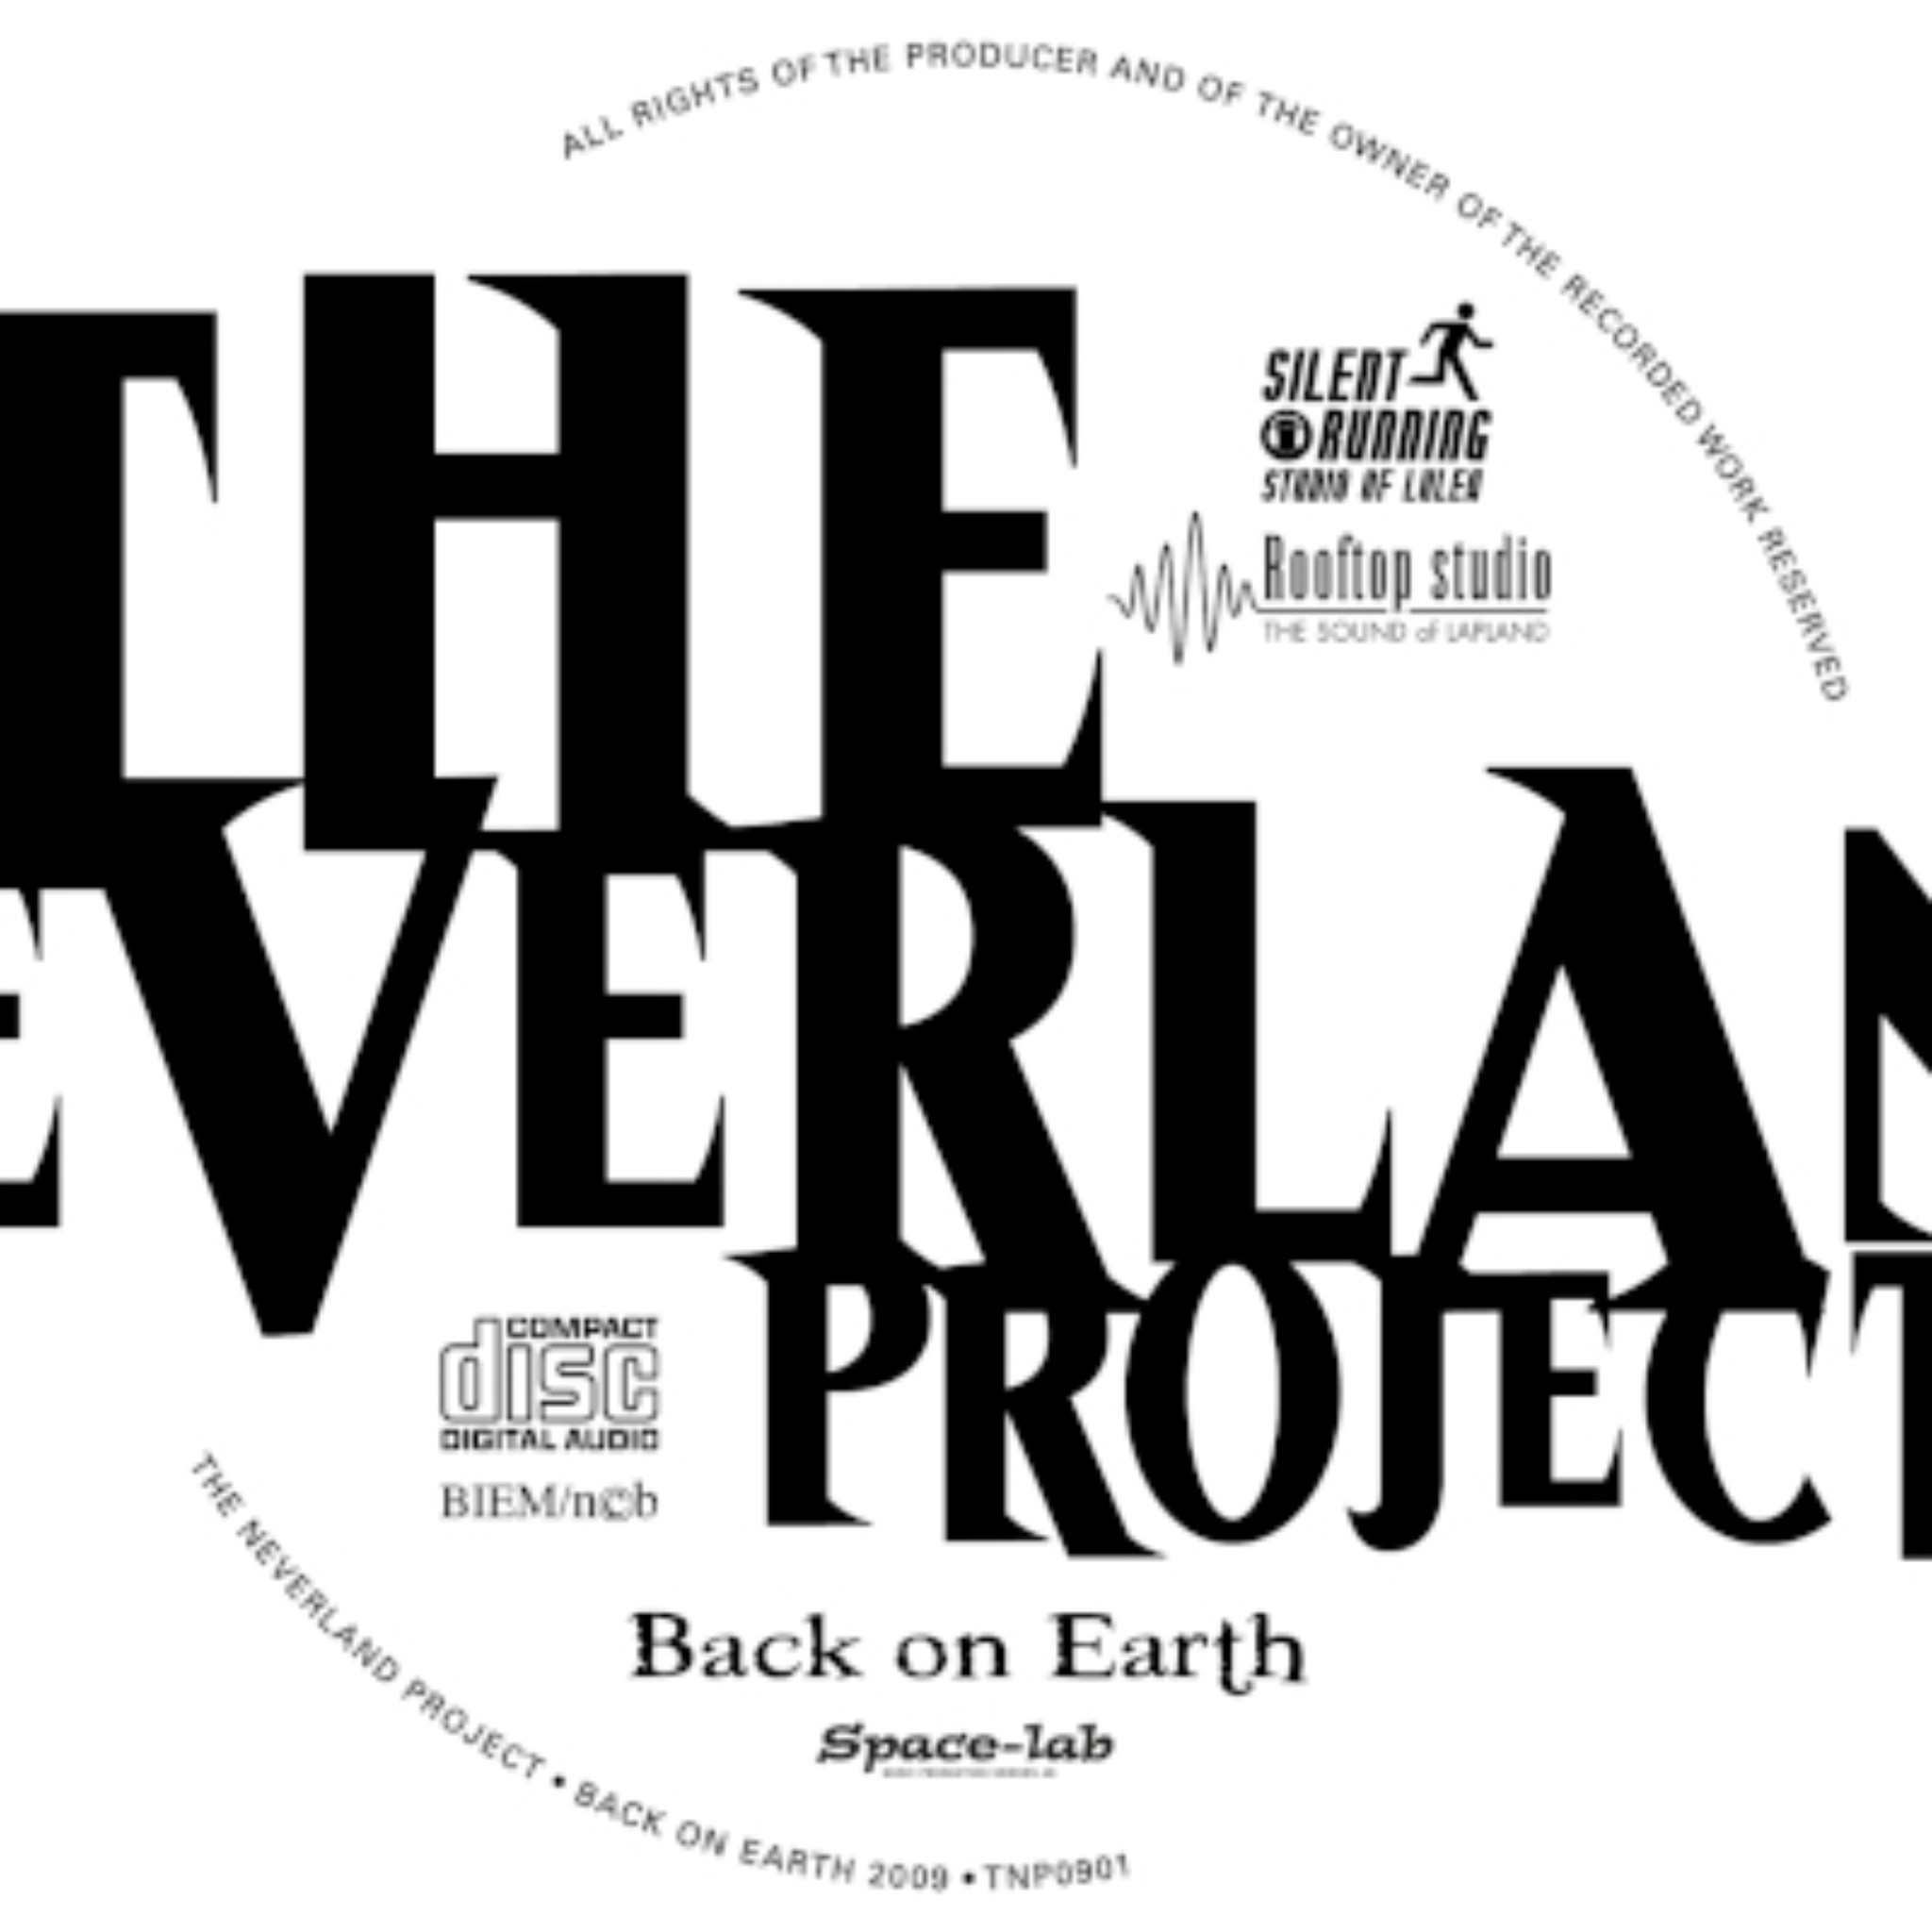 ALL RIGHTS OF THE PRODUCER AND OF THE OWNER OF THE RECORDED WORK RESERVED
THE
EVERLAN
PROJECT
SILENT
RUNNING
STUDIO OF LULEA
Rooftop studio
THE SOUND of LAPLAND
COMPACT
disc
DIGITAL AUDIO
BIEM/n©b
Back on Earth
Space-lab
THE NEVERLAND PROJECT • BACK ON EARTH 2009 • TNP0901